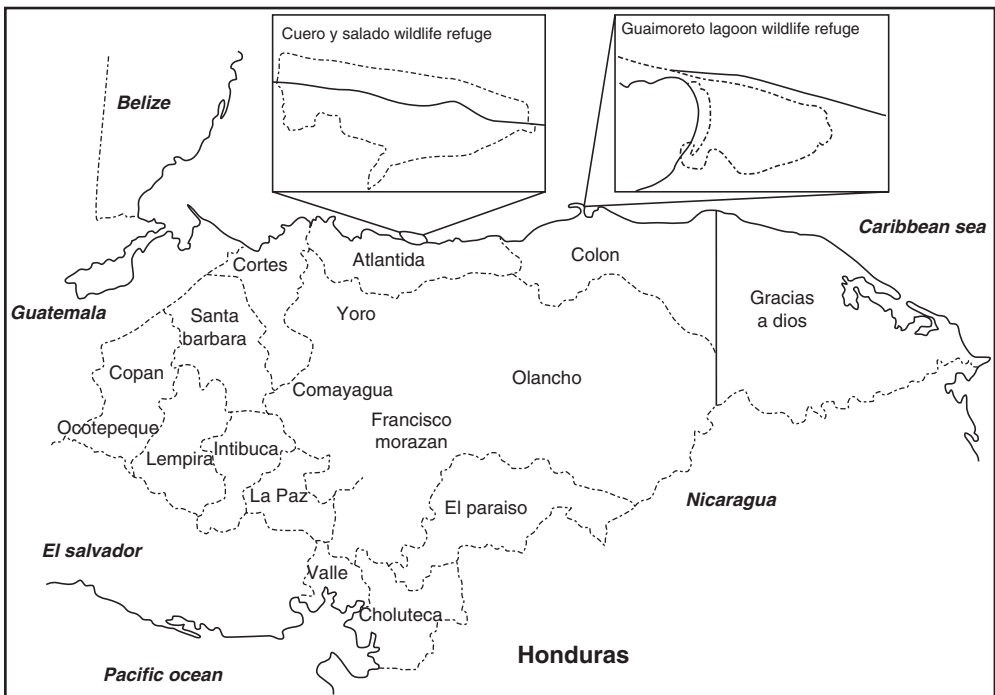 Cuero y salado wildlife refuge
Guaimoreto lagoon wildlife refuge
Belize
Caribbean sea
Cortes
Atlantida
Colon
Guatemala
Santa
barbara
Yoro
Gracias
a dios
Copan
Comayagua
Olancho
Ocotepeque
Francisco
morazan
Lempira
Intibuca
La Paz
El paraiso
Nicaragua
El salvador
Valle
Choluteca
Honduras
Pacific ocean